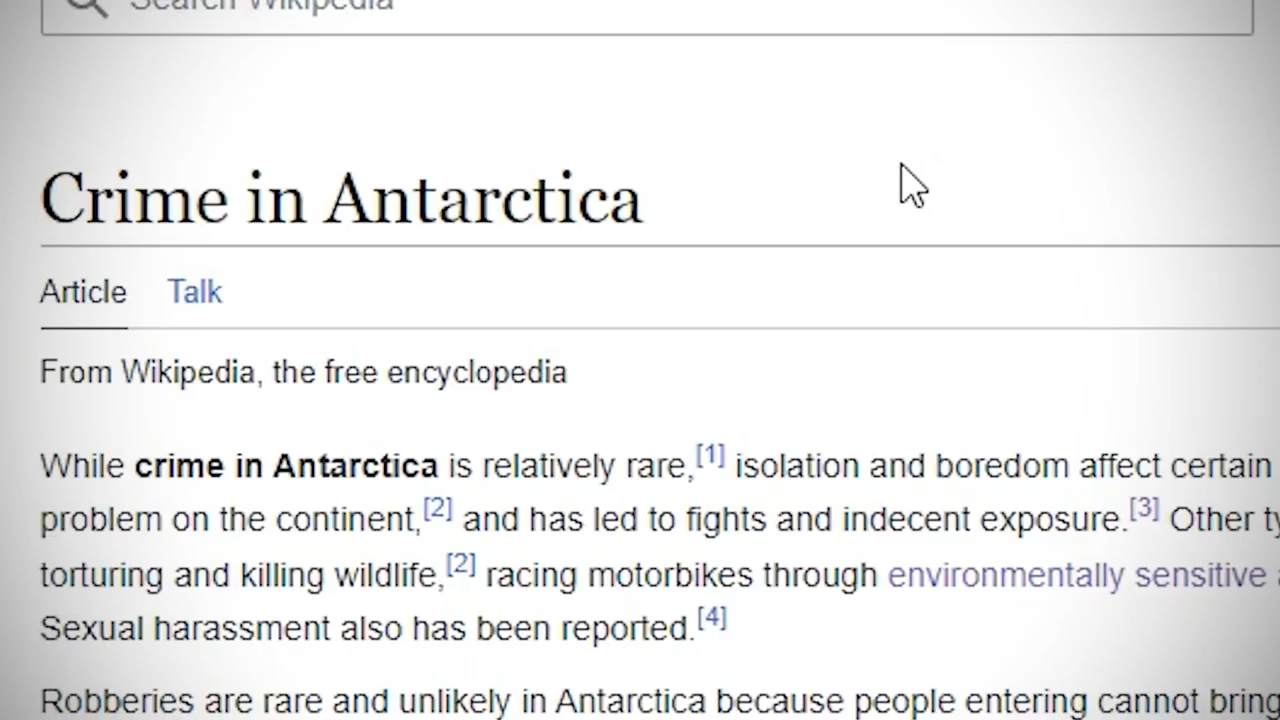 Search Wikipedia
Crime in Antarctica
Article Talk
From Wikipedia, the free encyclopedia
While crime in Antarctica is relatively rare,[1] isolation and boredom affect certain
problem on the continent,[2] and has led to fights and indecent exposure.[3] Other
torturing and killing wildlife,[2] racing motorbikes through environmentally sensitive
Sexual harassment also has been reported.[4]
Robberies are rare and unlikely in Antarctica because people entering cannot bring